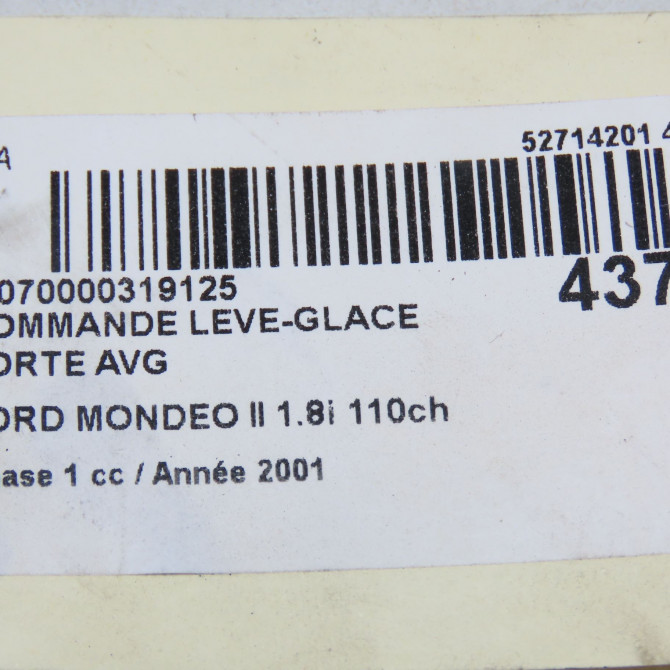 A
52714201 4
070000319125
437
OMMANDE LEVE-GLACE
ORTE AVG
ORD MONDEO II 1.8i 110ch
ase 1 cc / Année 2001